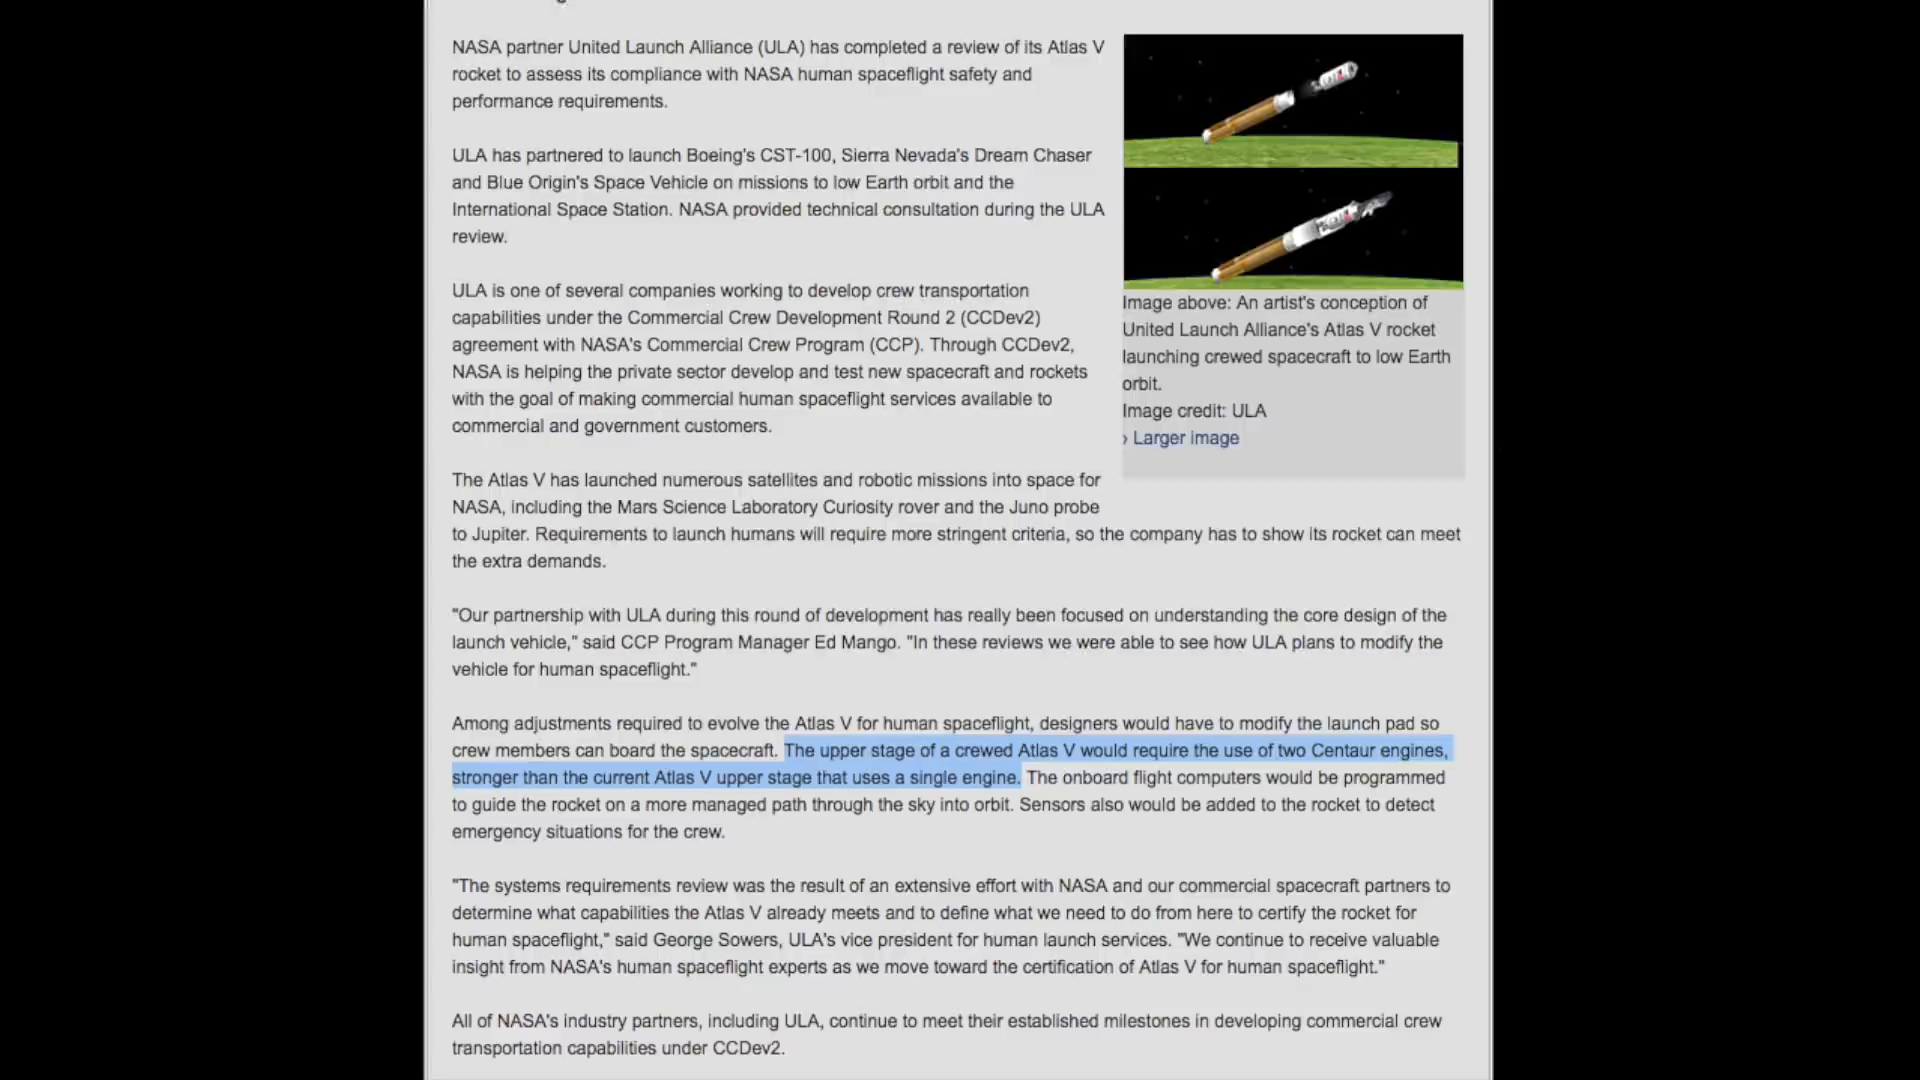 NASA partner United Launch Alliance (ULA) has completed a review of its Atlas V
rocket to assess its compliance with NASA human spaceflight safety and
performance requirements.
ULA has partnered to launch Boeing's CST-100, Sierra Nevada's Dream Chaser
and Blue Origin's Space Vehicle on missions to low Earth orbit and the
International Space Station. NASA provided technical consultation during the ULA
review.
ULA is one of several companies working to develop crew transportation
capabilities under the Commercial Crew Development Round 2 (CCDev2)
agreement with NASA's Commercial Crew Program (CCP). Through CCDev2,
NASA is helping the private sector develop and test new spacecraft and rockets
with the goal of making commercial human spaceflight services available to
commercial and government customers.
Image above: An artist's conception of
United Launch Alliance's Atlas V rocket
launching crewed spacecraft to low Earth
orbit.
Image credit: ULA
› Larger image
The Atlas V has launched numerous satellites and robotic missions into space for
NASA, including the Mars Science Laboratory Curiosity rover and the Juno probe
to Jupiter. Requirements to launch humans will require more stringent criteria, so the company has to show its rocket can meet
the extra demands.
"Our partnership with ULA during this round of development has really been focused on understanding the core design of the
launch vehicle," said CCP Program Manager Ed Mango. "In these reviews we were able to see how ULA plans to modify the
vehicle for human spaceflight."
Among adjustments required to evolve the Atlas V for human spaceflight, designers would have to modify the launch pad so
crew members can board the spacecraft. The upper stage of a crewed Atlas V would require the use of two Centaur engines,
stronger than the current Atlas V upper stage that uses a single engine. The onboard flight computers would be programmed
to guide the rocket on a more managed path through the sky into orbit. Sensors also would be added to the rocket to detect
emergency situations for the crew.
"The systems requirements review was the result of an extensive effort with NASA and our commercial spacecraft partners to
determine what capabilities the Atlas V already meets and to define what we need to do from here to certify the rocket for
human spaceflight," said George Sowers, ULA's vice president for human launch services. "We continue to receive valuable
insight from NASA's human spaceflight experts as we move toward the certification of Atlas V for human spaceflight."
All of NASA's industry partners, including ULA, continue to meet their established milestones in developing commercial crew
transportation capabilities under CCDev2.